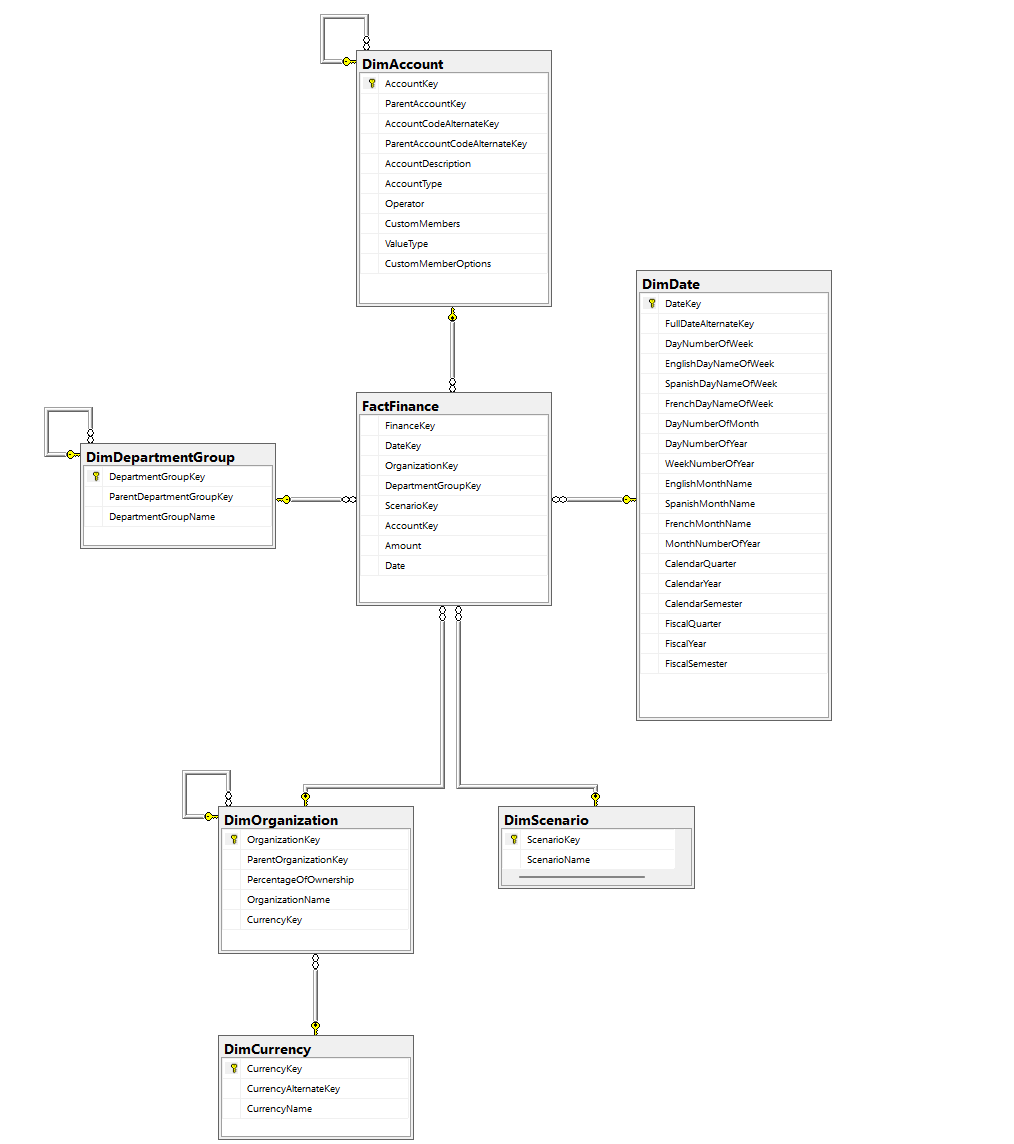 DimAccount
AccountKey
ParentAccountKey
AccountCodeAlternateKey
ParentAccountCodeAlternateKey
AccountDescription
AccountType
Operator
CustomMembers
ValueType
CustomMemberOptions
DimDate
DateKey
FullDateAlternateKey
DayNumberOfWeek
EnglishDayNameOfWeek
SpanishDayNameOfWeek
FrenchDayNameOfWeek
DayNumberOfMonth
DayNumberOfYear
WeekNumberOfYear
EnglishMonthName
SpanishMonthName
FrenchMonthName
MonthNumberOfYear
CalendarQuarter
CalendarYear
CalendarSemester
FiscalQuarter
FiscalYear
FiscalSemester
FactFinance
FinanceKey
DateKey
OrganizationKey
DepartmentGroupKey
ScenarioKey
AccountKey
Amount
Date
DimDepartmentGroup
DepartmentGroupKey
ParentDepartmentGroupKey
DepartmentGroupName
DimOrganization
OrganizationKey
ParentOrganizationKey
PercentageOfOwnership
OrganizationName
CurrencyKey
DimScenario
ScenarioKey
ScenarioName
DimCurrency
CurrencyKey
CurrencyAlternateKey
CurrencyName